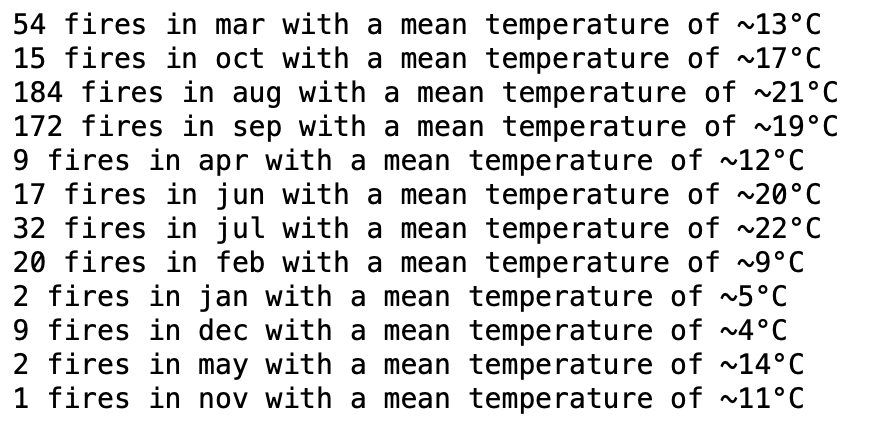 54 fires in mar with a mean temperature of ~13°C
15 fires in oct with a mean temperature of ~17°C
184 fires in aug with a mean temperature of ~21°C
172 fires in sep with a mean temperature of ~19°C
9 fires in apr with a mean temperature of ~12°C
17 fires in jun with a mean temperature of ~20°C
32 fires in jul with a mean temperature of ~22°C
20 fires in feb with a mean temperature of ~9°C
2 fires in jan with a mean temperature of ~5°C
9 fires in dec with a mean temperature of ~4°C
2 fires in may with a mean temperature of ~14°C
1 fires in nov with a mean temperature of ~11°C